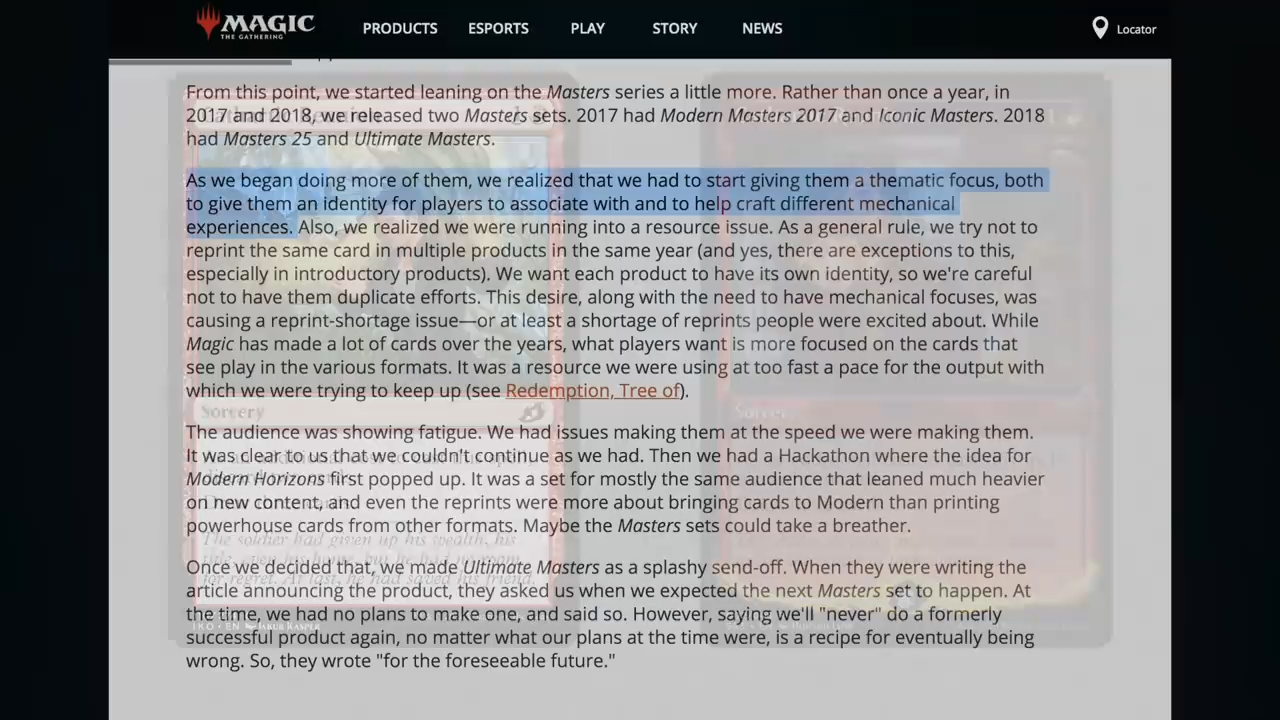 MAGIC
THE GATHERING
PRODUCTS ESPORTS PLAY STORY NEWS Locator
From this point, we started leaning on the Masters series a little more. Rather than once a year, in
2017 and 2018, we released two Masters sets. 2017 had Modern Masters 2017 and Iconic Masters. 2018
had Masters 25 and Ultimate Masters.
As we began doing more of them, we realized that we had to start giving them a thematic focus, both
to give them an identity for players to associate with and to help craft different mechanical
experiences. Also, we realized we were running into a resource issue. As a general rule, we try not to
reprint the same card in multiple products in the same year (and yes, there are exceptions to this,
especially in introductory products). We want each product to have its own identity, so we're careful
not to have them duplicate efforts. This desire, along with the need to have mechanical focuses, was
causing a reprint-shortage issue—or at least a shortage of reprints people were excited about. While
Magic has made a lot of cards over the years, what players want is more focused on the cards that
see play in the various formats. It was a resource we were using at too fast a pace for the output with
which we were trying to keep up (see Redemption, Tree of).
Sorcery
Sorcery
The audience was showing fatigue. We had issues making them at the speed we were making them.
It was clear to us that we couldn't continue as we had. Then we had a Hackathon where the idea for
Modern Horizons first popped up. It was a set for mostly the same audience that leaned much heavier
on new content, and even the reprints were more about bringing cards to Modern than printing
powerhouse cards from other formats. Maybe the Masters sets could take a breather.
The soldier had given up his wealth, his
for regret. At last, he had saved his friend.
Once we decided that, we made Ultimate Masters as a splashy send-off. When they were writing the
article announcing the product, they asked us when we expected the next Masters set to happen. At
the time, we had no plans to make one, and said so. However, saying we'll "never" do a formerly
successful product again, no matter what our plans at the time were, is a recipe for eventually being
wrong. So, they wrote "for the foreseeable future."